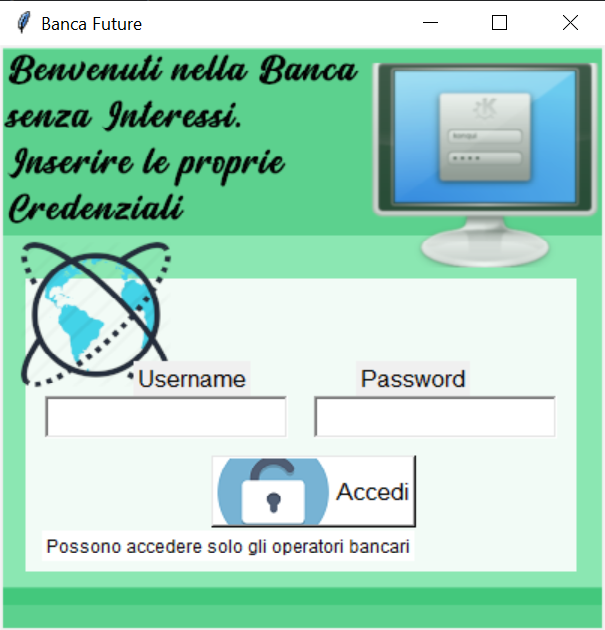 Banca Future
Benvenuti nella Banca
senza Interessi.
Inserire le proprie
Credenziali
Username
Password
Accedi
Possono accedere solo gli operatori bancari